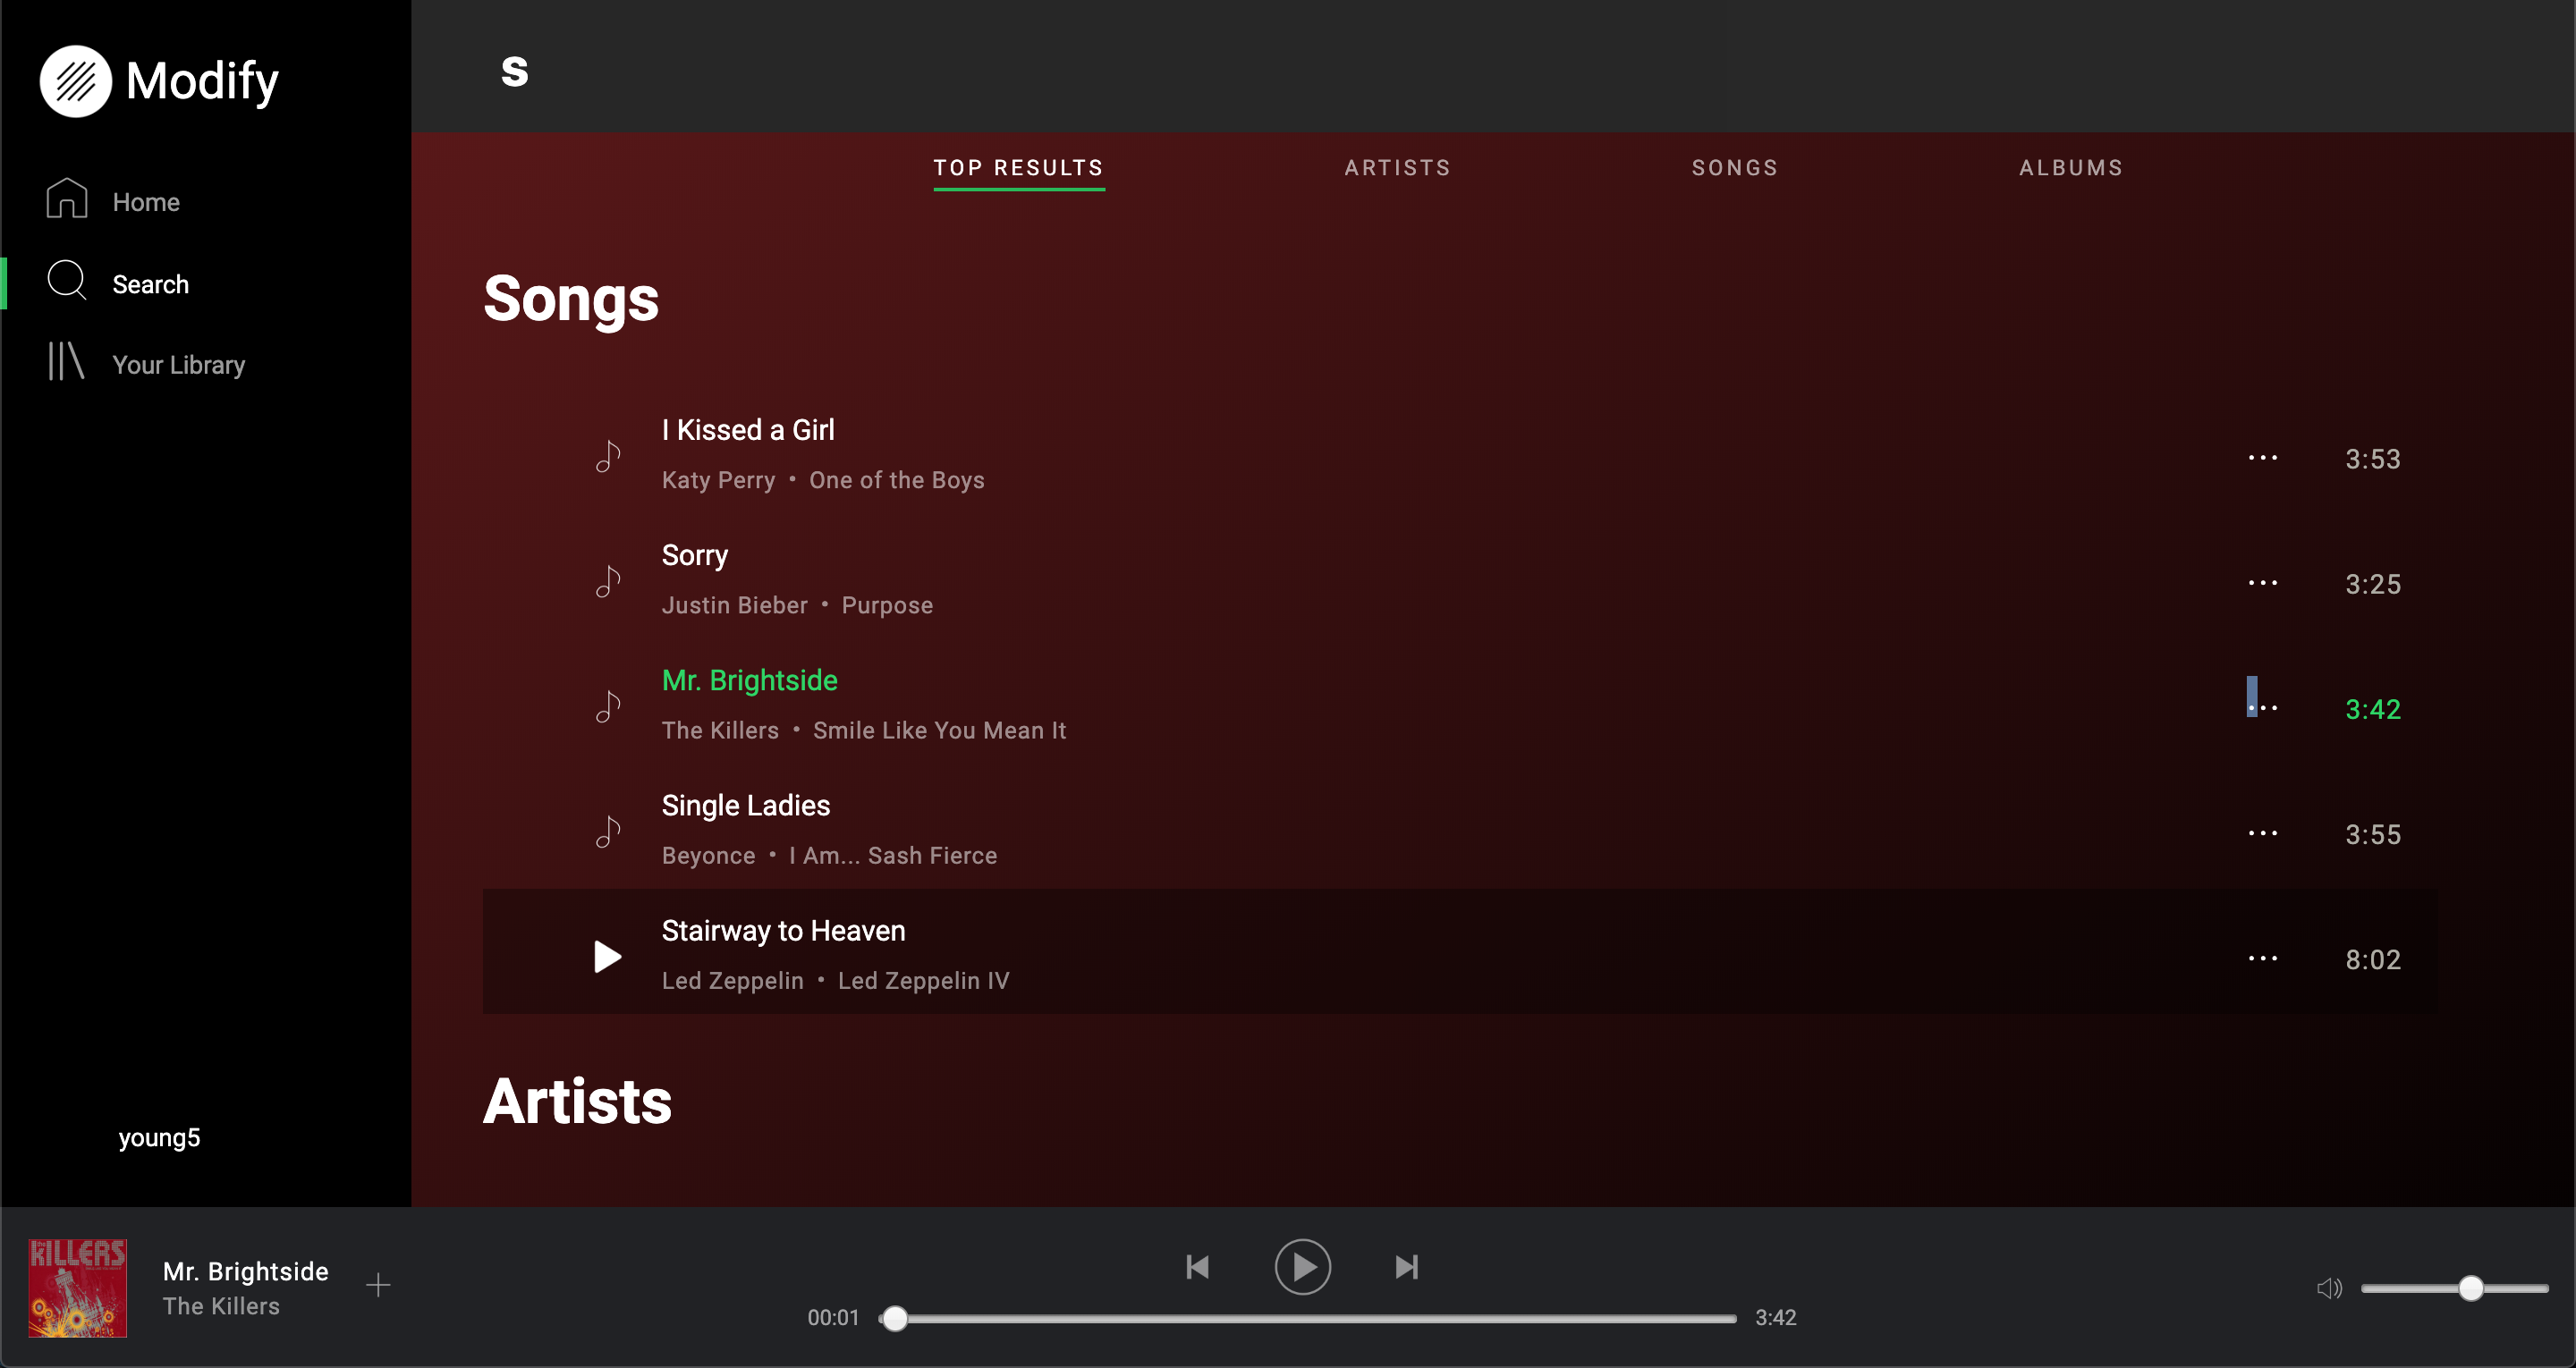 Modify
Home
Search
Your Library
young5
s
TOP RESULTS ARTISTS SONGS ALBUMS
Songs
I Kissed a Girl
Katy Perry • One of the Boys
... 3:53
Sorry
Justin Bieber • Purpose
... 3:25
Mr. Brightside
The Killers • Smile Like You Mean It
... 3:42
Single Ladies
Beyonce • I Am... Sash Fierce
... 3:55
Stairway to Heaven
Led Zeppelin • Led Zeppelin IV
... 8:02
Artists
KILLERS
Mr. Brightside
The Killers
00:01 3:42